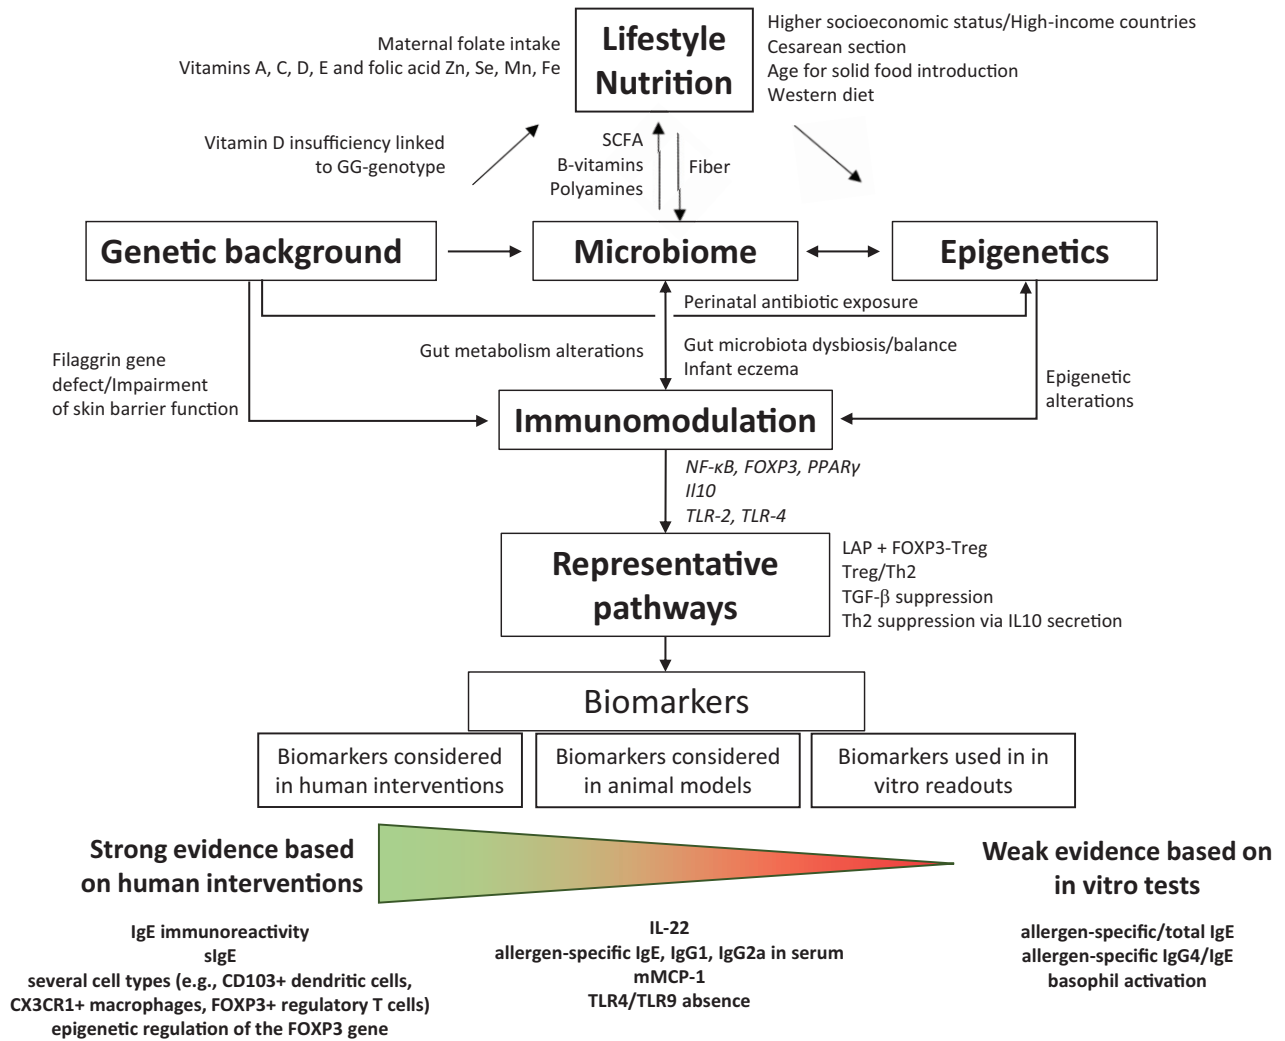 Lifestyle
Nutrition
Maternal folate intake
Vitamins A, C, D, E and folic acid Zn, Se, Mn, Fe
Higher socioeconomic status/High-income countries
Cesarean section
Age for solid food introduction
Western diet
Vitamin D insufficiency linked
to GG-genotype
SCFA
B-vitamins
Polyamines
Fiber
Genetic background
Microbiome
Epigenetics
Perinatal antibiotic exposure
Filaggrin gene
defect/Impairment
of skin barrier function
Gut metabolism alterations
Gut microbiota dysbiosis/balance
Infant eczema
Epigenetic
alterations
Immunomodulation
NF-κB, FOXP3, PPARγ
Il10
TLR-2, TLR-4
Representative
pathways
LAP + FOXP3-Treg
Treg/Th2
TGF-β suppression
Th2 suppression via IL10 secretion
Biomarkers
Biomarkers considered
in human interventions
Biomarkers considered
in animal models
Biomarkers used in in
vitro readouts
Strong evidence based
on human interventions
Weak evidence based on
in vitro tests
IgE immunoreactivity
sIgE
several cell types (e.g., CD103+ dendritic cells,
CX3CR1+ macrophages, FOXP3+ regulatory T cells)
epigenetic regulation of the FOXP3 gene
IL-22
allergen-specific IgE, IgG1, IgG2a in serum
mMCP-1
TLR4/TLR9 absence
allergen-specific/total IgE
allergen-specific IgG4/IgE
basophil activation